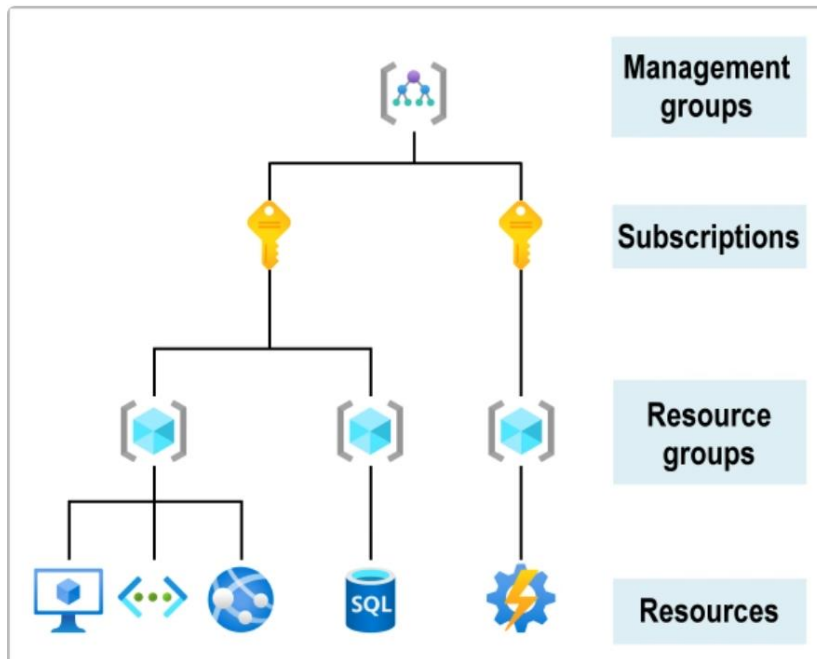 Management
groups
Subscriptions
Resource
groups
SQL
Resources